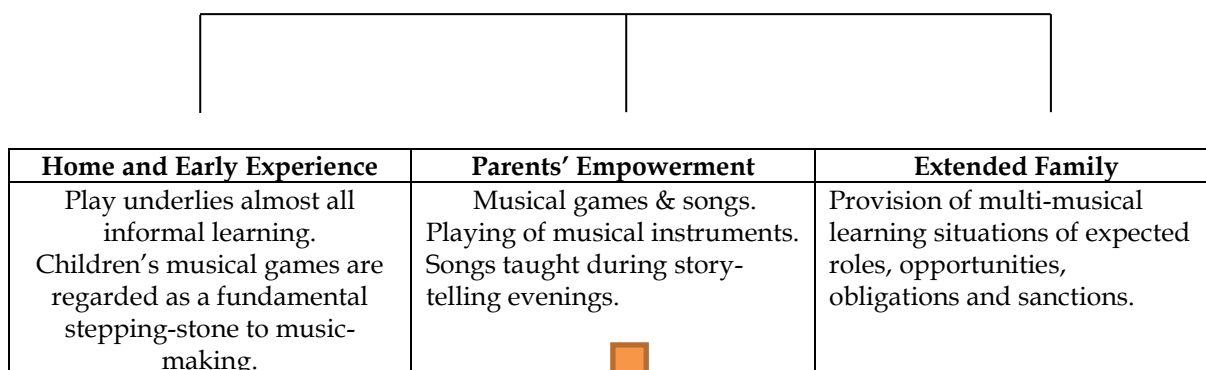 Home and Early Experience
Play underlies almost all
informal learning.
Children's musical games are
regarded as a fundamental
stepping-stone to music-
making.
Parents' Empowerment
Musical games & songs.
Playing of musical instruments.
Songs taught during story-
telling evenings.
Extended Family
Provision of multi-musical
learning situations of expected
roles, opportunities,
obligations and sanctions.